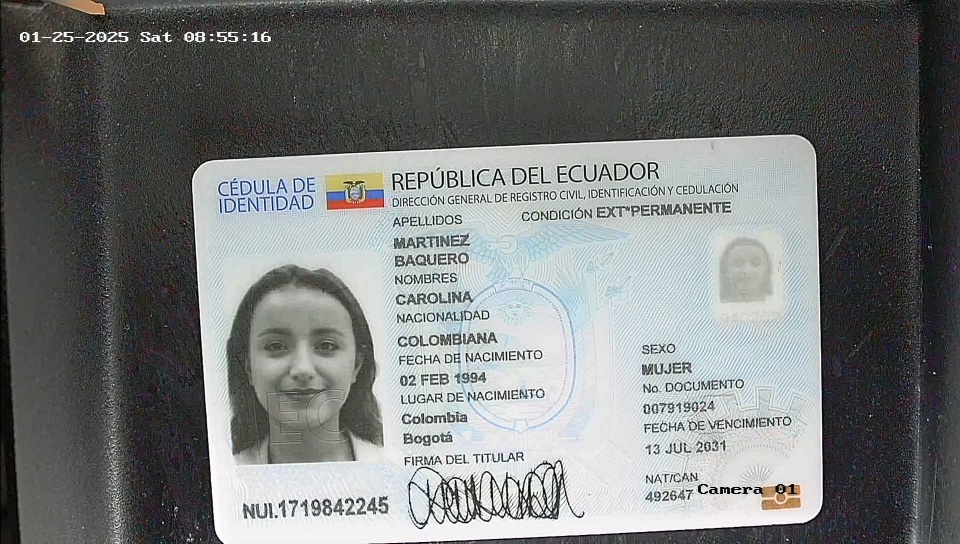 01-25-2025 Sat 08:55:16
CÉDULA DE
IDENTIDAD
REPÚBLICA DEL ECUADOR
DIRECCIÓN GENERAL DE REGISTRO CIVIL, IDENTIFICACIÓN Y CEDULACIÓN
APELLIDOS
CONDICIÓN EXT*PERMANENTE
MARTINEZ
BAQUERO
NOMBRES
CAROLINA
NACIONALIDAD
COLOMBIANA
FECHA DE NACIMIENTO
02 FEB 1994
LUGAR DE NACIMIENTO
Colombia
Bogotá
FIRMA DEL TITULAR
SEXO
MUJER
No. DOCUMENTO
007919024
FECHA DE VENCIMIENTO
13 JUL 2031
NAT/CAN
492647
Camera 01
EC
NUI.1719842245